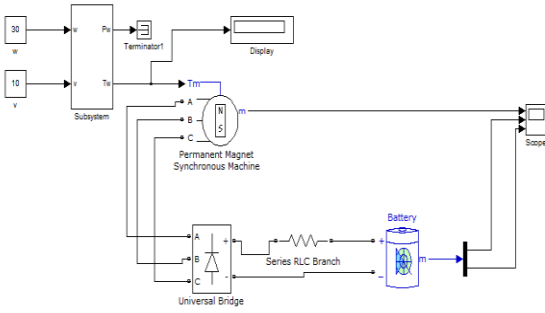 30
w
10
v
w
v
Pw
Tw
Subsystem
Terminator1
Display
Tm
A
B
C
N
S
m
Permanent Magnet
Synchronous Machine
Scope
A
B
C
+
-
Universal Bridge
Series RLC Branch
Battery
+
-
m